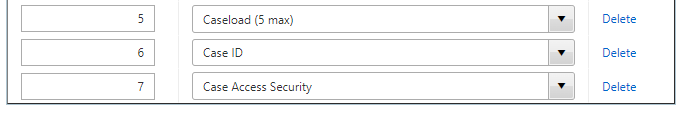 5 Caseload (5 max) Delete
6 Case ID Delete
7 Case Access Security Delete